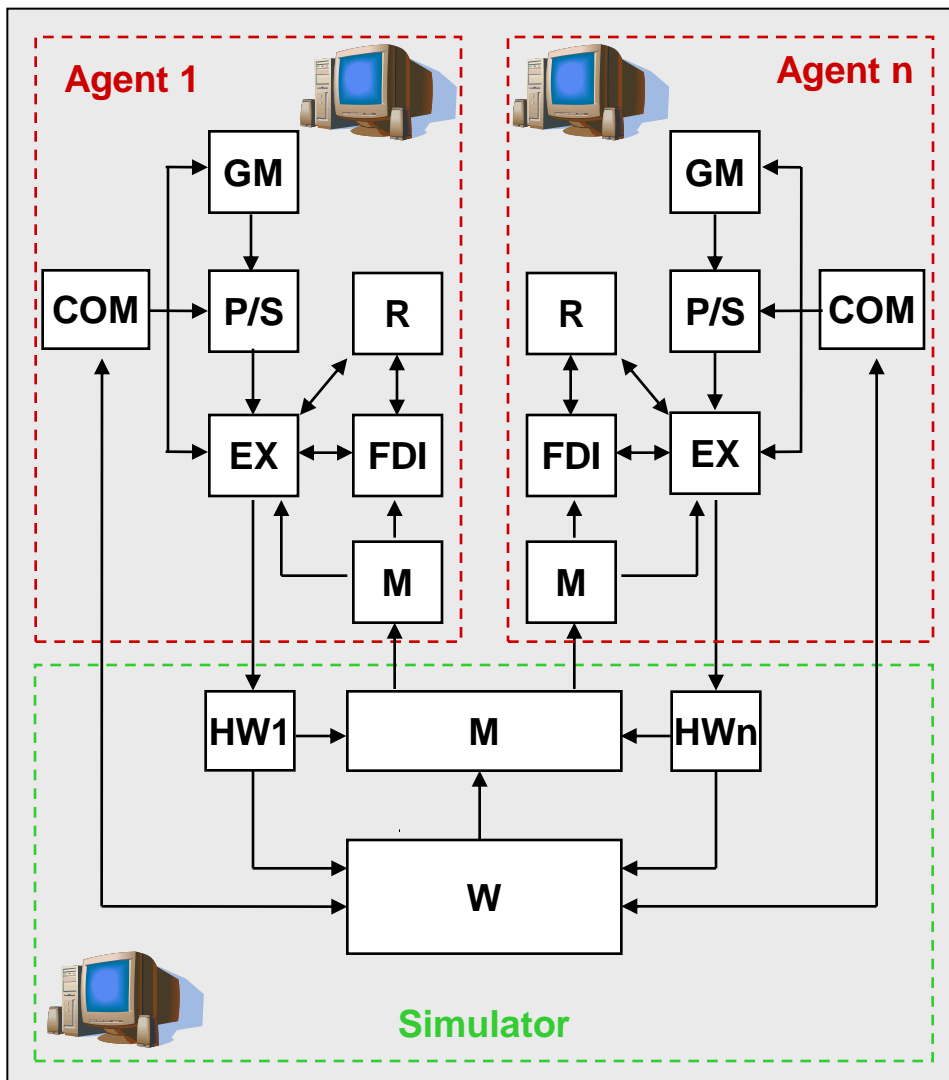 Agent 1
Agent n
GM
GM
COM
P/S
R
R
P/S
COM
EX
FDI
FDI
EX
M
M
HW1
M
HWn
W
Simulator